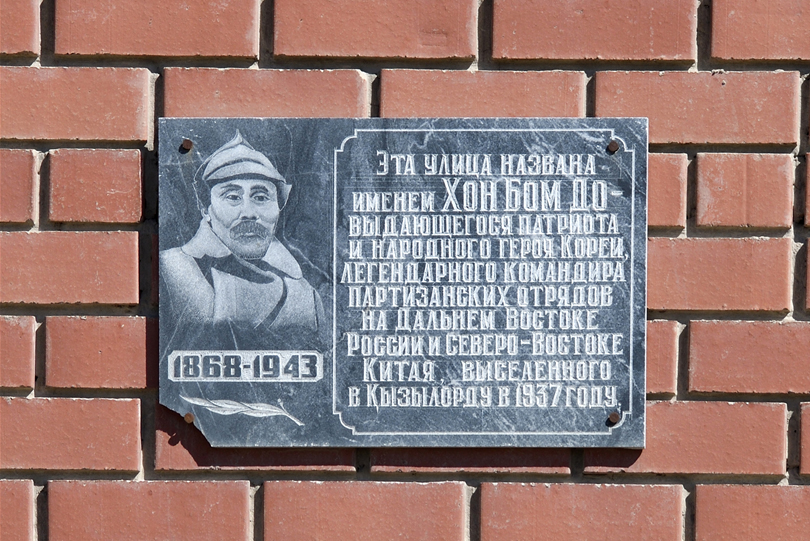 Эта улица названа
именем Хон Бом До-
выдающегося патриота
и народного героя Кореи,
легендарного командира
партизанских отрядов
на Дальнем Востоке
России и Северо-Востоке
Китая выселенного
в Кызылорду в 1937 году.
1868-1943